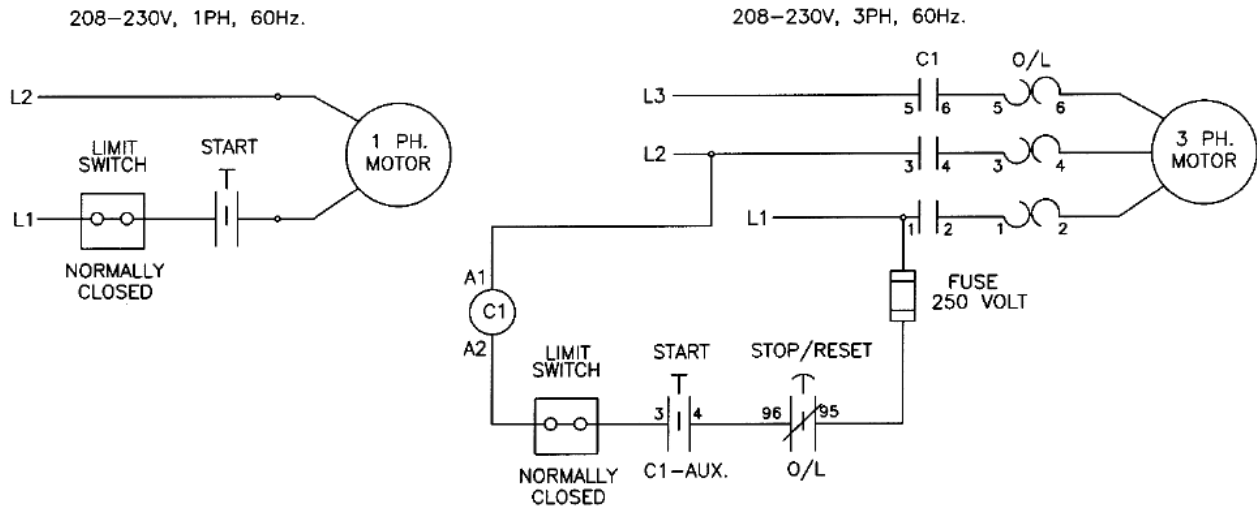 208-230V, 1PH, 60Hz.
L2
LIMIT
SWITCH
START
1 PH.
MOTOR
L1
NORMALLY
CLOSED
208-230V, 3PH, 60Hz.
C1
O/L
L3
5 6 5 6
L2
3 4 3 4
3 PH.
MOTOR
L1
1 2 1 2
FUSE
250 VOLT
A1
C1
A2
LIMIT
SWITCH
START
STOP/RESET
3 4 96 95
NORMALLY
CLOSED
C1-AUX.
O/L